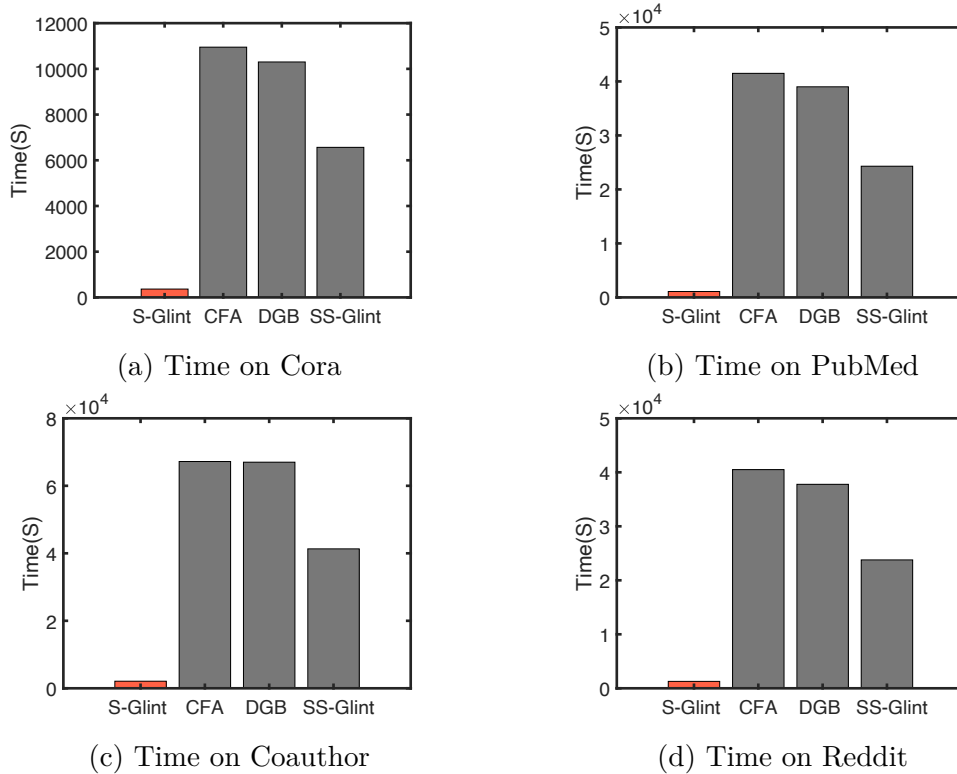 12000
10000
8000
6000
4000
2000
0
Time(S)
S-Glint CFA DGB SS-Glint
(a) Time on Cora
×10^4
5
4
3
2
1
0
Time(S)
S-Glint CFA DGB SS-Glint
(b) Time on PubMed
×10^4
8
6
4
2
0
Time(S)
S-Glint CFA DGB SS-Glint
(c) Time on Coauthor
×10^4
5
4
3
2
1
0
Time(S)
S-Glint CFA DGB SS-Glint
(d) Time on Reddit